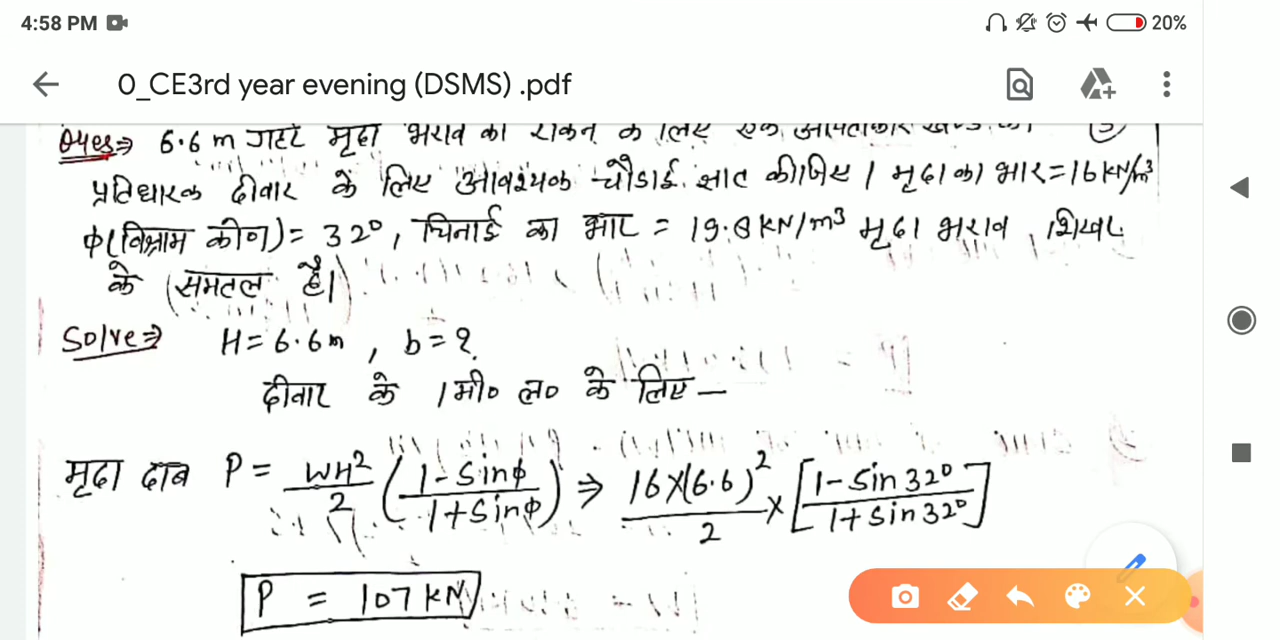 4:58 PM
20%
0_CE3rd year evening (DSMS) .pdf
Ques⇒ 6.6 m गहरे मृदा भराव को रोकने के लिए एक आयताकार खण्ड की
प्रतिधारक दीवार के लिए आवश्यक चौडाई ज्ञात कीजिए । मृदा का भार = 16 KN/m³
ϕ(विश्राम कोण) = 32°, चिनाई का भार = 19.8 KN/m³ मृदा भराव शिखर
के (समतल है।)
Solve⇒ H = 6.6m , b = ?
दीवार के 1 मी० ल० के लिए —
मृदा दाब P = WH²/2 (1 - Sinϕ / 1 + Sinϕ) ⇒ 16×(6.6)²/2 × [1 - Sin 32° / 1 + Sin 32°]
P = 107 KN